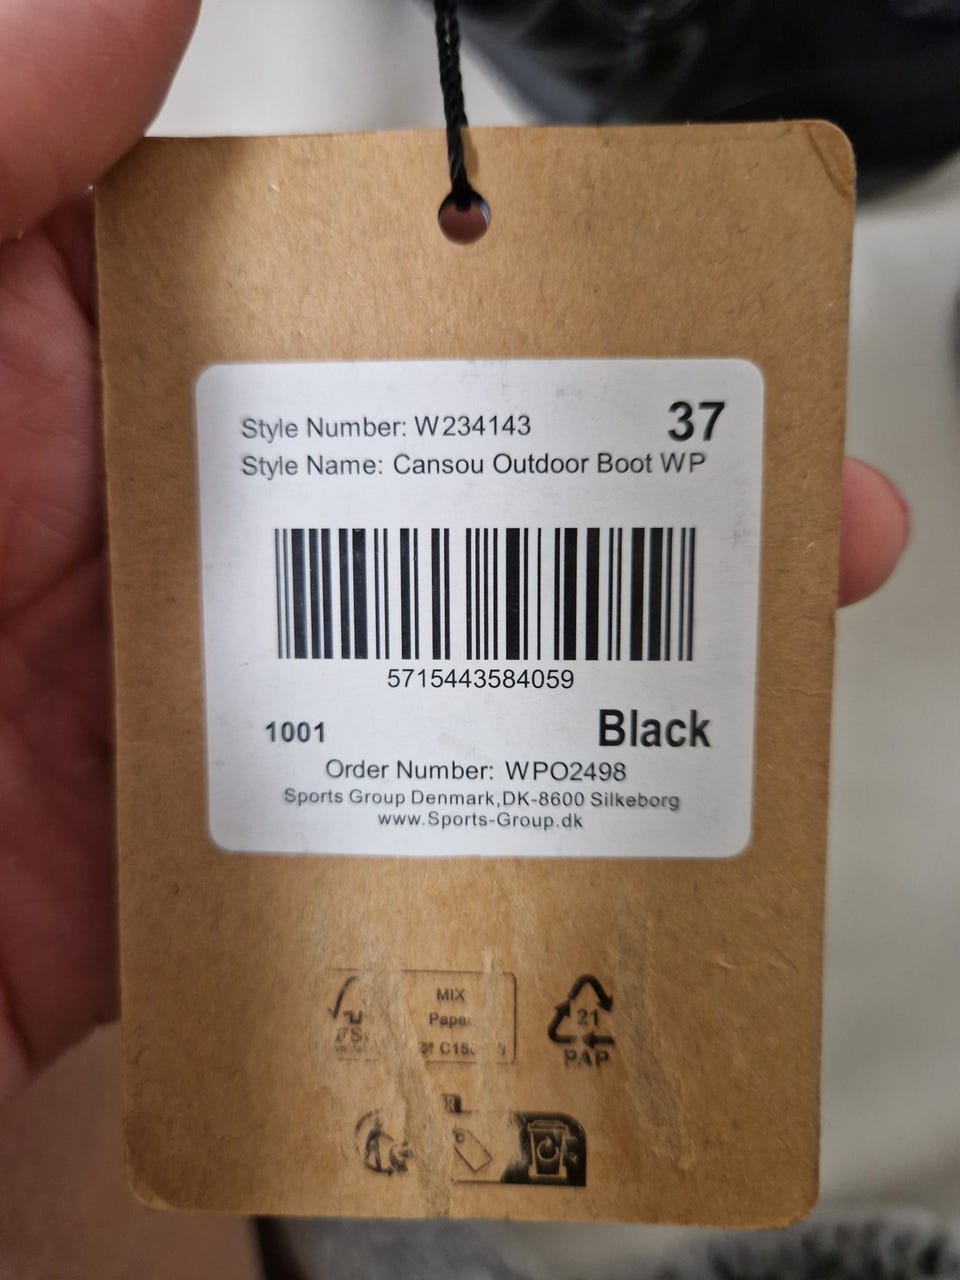 Style Number: W234143
37
Style Name: Cansou Outdoor Boot WP
5715443584059
1001
Black
Order Number: WPO2498
Sports Group Denmark,DK-8600 Silkeborg
www.Sports-Group.dk
MIX
21
PAP